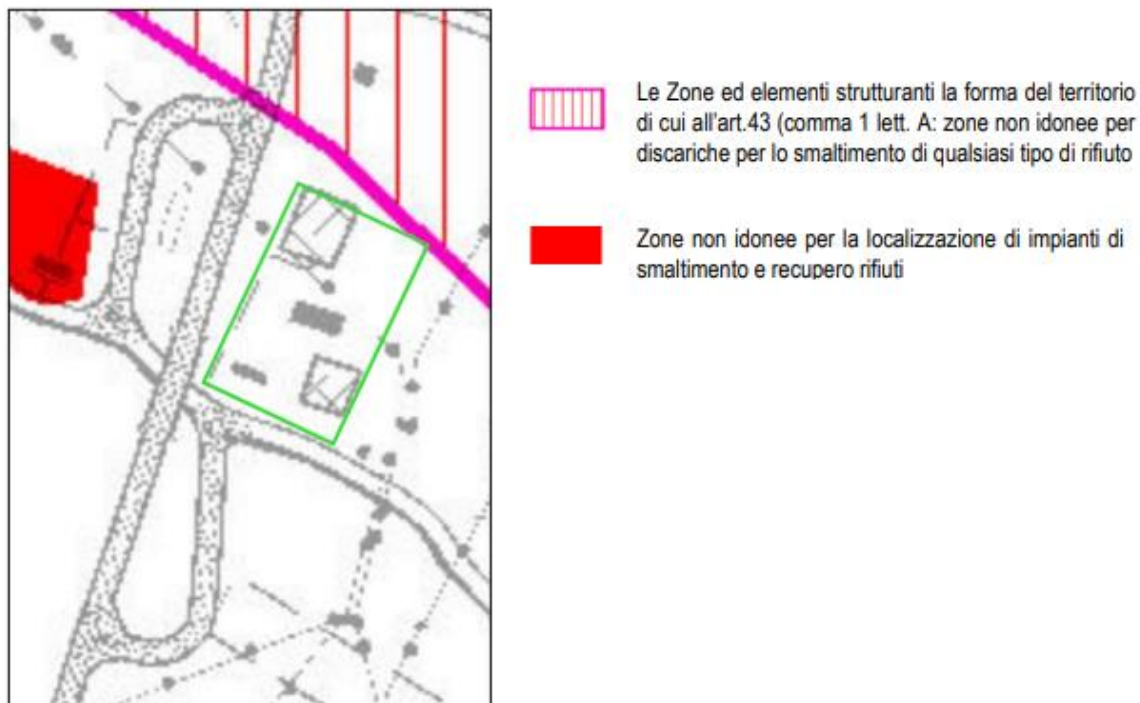 Le Zone ed elementi strutturanti la forma del territorio
di cui all'art.43 (comma 1 lett. A: zone non idonee per
discariche per lo smaltimento di qualsiasi tipo di rifiuto
Zone non idonee per la localizzazione di impianti di
smaltimento e recupero rifiuti